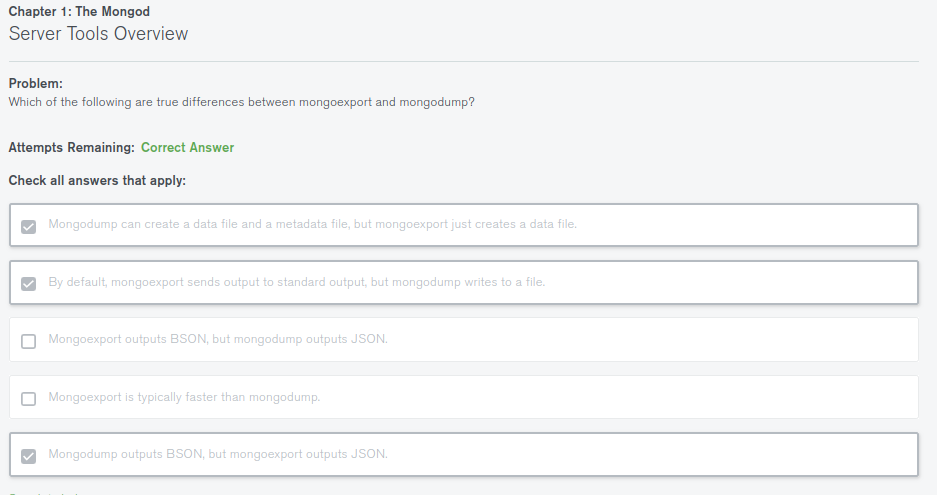 Chapter 1: The Mongod
Server Tools Overview
Problem:
Which of the following are true differences between mongoexport and mongodump?
Attempts Remaining: Correct Answer
Check all answers that apply:
Mongodump can create a data file and a metadata file, but mongoexport just creates a data file.
By default, mongoexport sends output to standard output, but mongodump writes to a file.
Mongoexport outputs BSON, but mongodump outputs JSON.
Mongoexport is typically faster than mongodump.
Mongodump outputs BSON, but mongoexport outputs JSON.